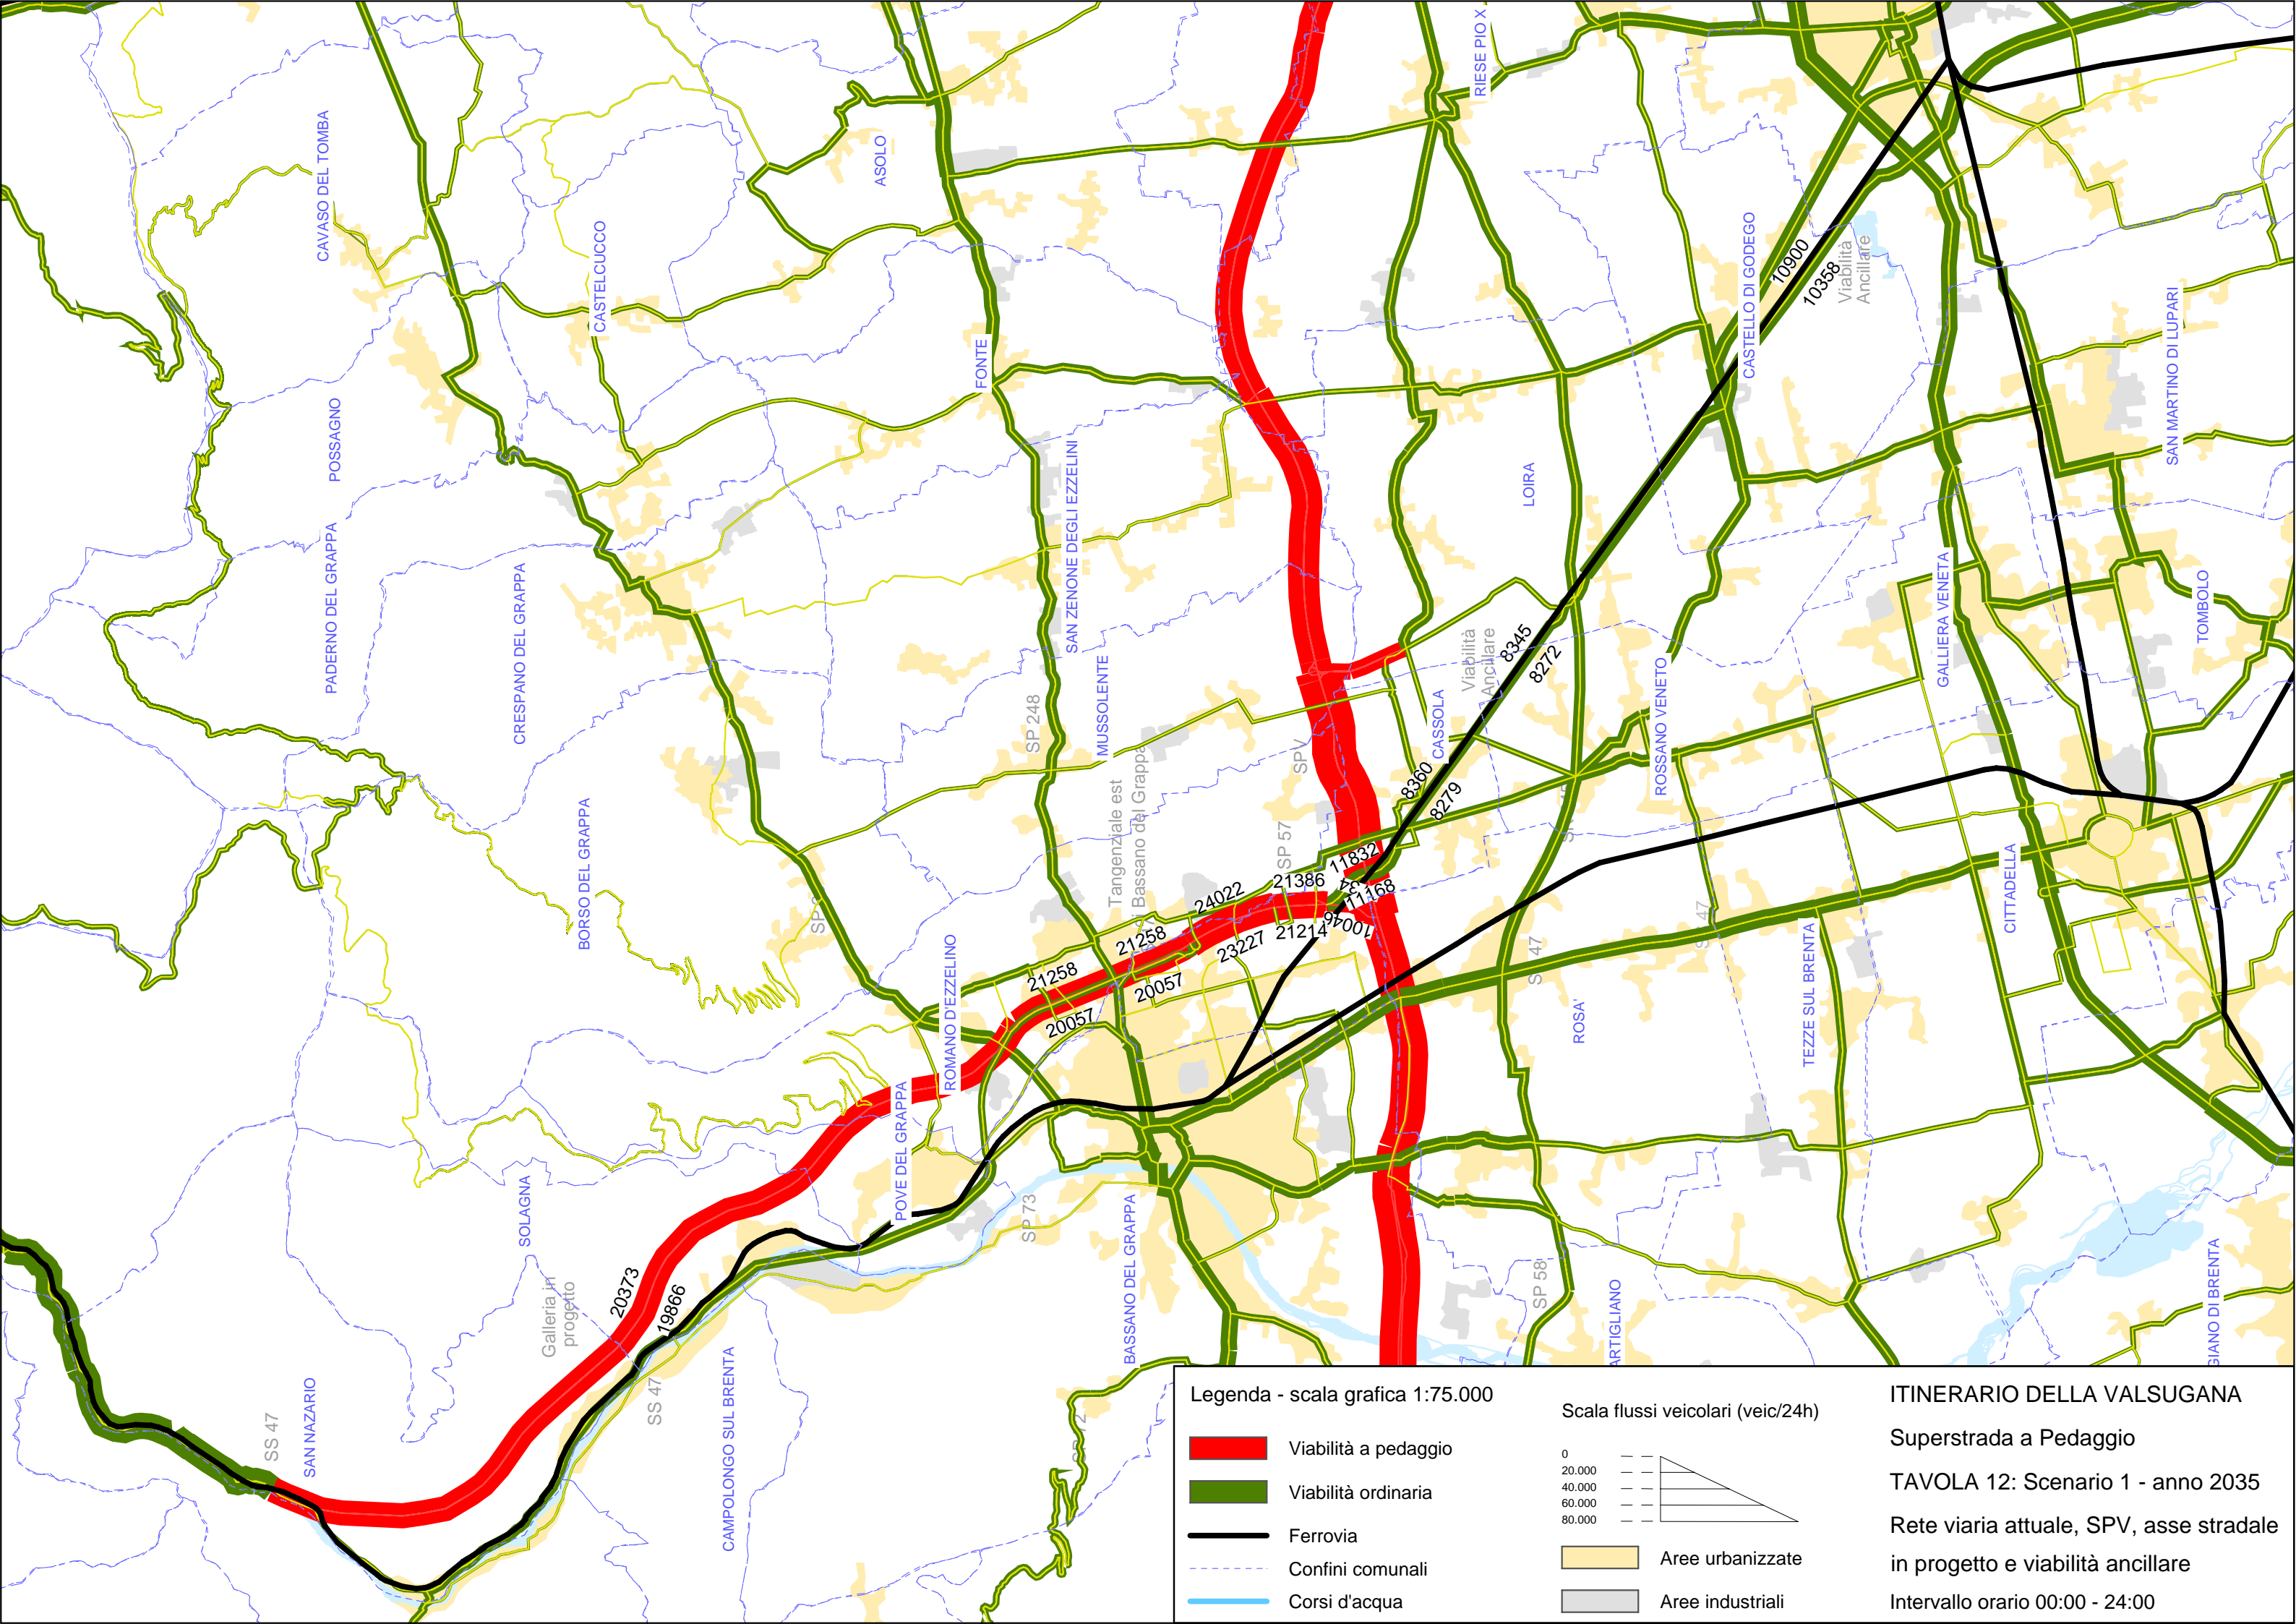 RIESE PIO X
CAVASO DEL TOMBA
ASOLO
CASTELCUCCO
CASTELLO DI GODEGO
10900
10358
Viabilità
Ancillare
SAN MARTINO DI LUPARI
FONTE
POSSAGNO
SAN ZENONE DEGLI EZZELINI
LOIRA
PADERNO DEL GRAPPA
CRESPANO DEL GRAPPA
GALLIERA VENETA
TOMBOLO
MUSSOLENTE
SP 248
Viabilità
Ancillare
8345
8272
ROSSANO VENETO
CASSOLA
SPV
8360
8279
Tangenziale est
di Bassano del Grappa
SP 57
BORSO DEL GRAPPA
11832
21386
11168
10046
24022
21214
23227
21258
20057
21258
20057
CITTADELLA
47
47
TEZZE SUL BRENTA
ROSA'
ROMANO D'EZZELINO
POVE DEL GRAPPA
SOLAGNA
SP 73
BASSANO DEL GRAPPA
SP 58
ARTIGLIANO
GIANO DI BRENTA
Galleria in
progetto
20373
19866
SS 47
CAMPOLONGO SUL BRENTA
SS 47
SAN NAZARIO
Legenda - scala grafica 1:75.000
Viabilità a pedaggio
Viabilità ordinaria
Ferrovia
Confini comunali
Corsi d'acqua
Scala flussi veicolari (veic/24h)
0
20.000
40.000
60.000
80.000
Aree urbanizzate
Aree industriali
ITINERARIO DELLA VALSUGANA
Superstrada a Pedaggio
TAVOLA 12: Scenario 1 - anno 2035
Rete viaria attuale, SPV, asse stradale
in progetto e viabilità ancillare
Intervallo orario 00:00 - 24:00